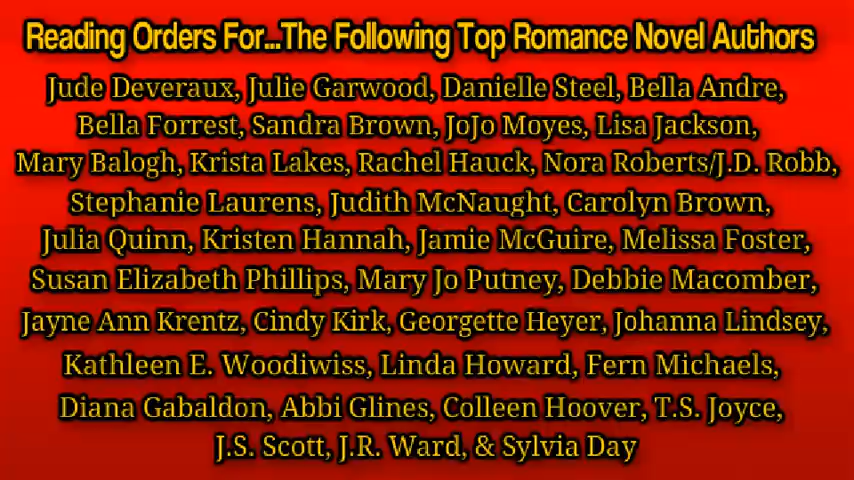 Reading Orders For...The Following Top Romance Novel Authors
Jude Deveraux, Julie Garwood, Danielle Steel, Bella Andre,
Bella Forrest, Sandra Brown, JoJo Moyes, Lisa Jackson,
Mary Balogh, Krista Lakes, Rachel Hauck, Nora Roberts/J.D. Robb,
Stephanie Laurens, Judith McNaught, Carolyn Brown,
Julia Quinn, Kristen Hannah, Jamie McGuire, Melissa Foster,
Susan Elizabeth Phillips, Mary Jo Putney, Debbie Macomber,
Jayne Ann Krentz, Cindy Kirk, Georgette Heyer, Johanna Lindsey,
Kathleen E. Woodiwiss, Linda Howard, Fern Michaels,
Diana Gabaldon, Abbi Glines, Colleen Hoover, T.S. Joyce,
J.S. Scott, J.R. Ward, & Sylvia Day